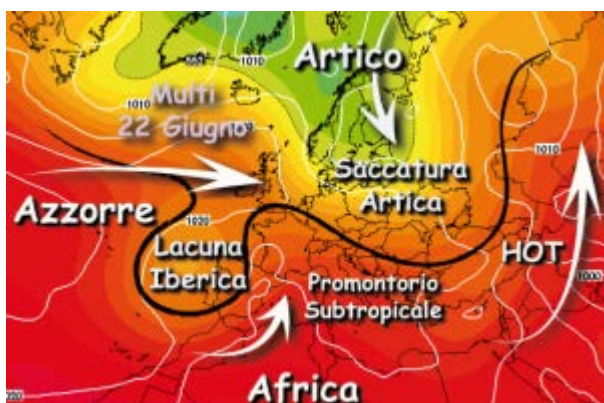 Artico
1010
1010
Multi
22 Giugno
1010
Saccatura
Artica
Azzorre
1020
Lacuna
Iberica
HOT
Promontorio
Subtropicale
1000
Africa